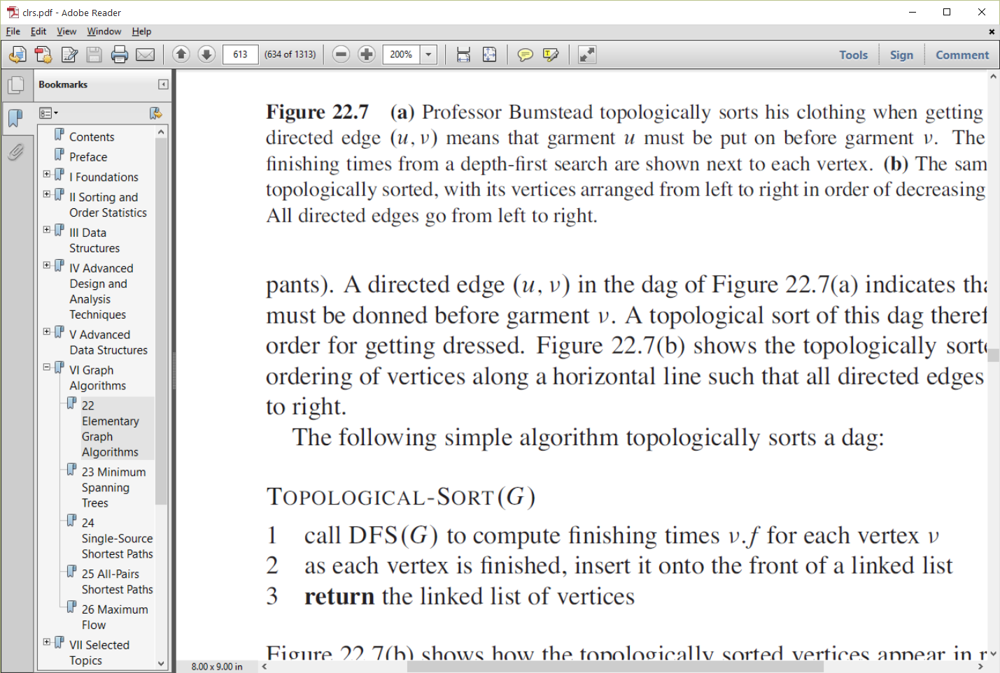 clrs.pdf - Adobe Reader
File Edit View Window Help
613 (634 of 1313) 200% Tools Sign Comment
Bookmarks
Contents
Preface
I Foundations
II Sorting and
Order Statistics
III Data
Structures
IV Advanced
Design and
Analysis
Techniques
V Advanced
Data Structures
VI Graph
Algorithms
22
Elementary
Graph
Algorithms
23 Minimum
Spanning
Trees
24
Single-Source
Shortest Paths
25 All-Pairs
Shortest Paths
26 Maximum
Flow
VII Selected
Topics
Figure 22.7 (a) Professor Bumstead topologically sorts his clothing when getting
directed edge (u, v) means that garment u must be put on before garment v. The
finishing times from a depth-first search are shown next to each vertex. (b) The sam
topologically sorted, with its vertices arranged from left to right in order of decreasing
All directed edges go from left to right.
pants). A directed edge (u, v) in the dag of Figure 22.7(a) indicates tha
must be donned before garment v. A topological sort of this dag theref
order for getting dressed. Figure 22.7(b) shows the topologically sorte
ordering of vertices along a horizontal line such that all directed edges
to right.
The following simple algorithm topologically sorts a dag:
TOPOLOGICAL-SORT(G)
1 call DFS(G) to compute finishing times v.f for each vertex v
2 as each vertex is finished, insert it onto the front of a linked list
3 return the linked list of vertices
Figure 22.7(b) shows how the topologically sorted vertices appear in r
8.00 x 9.00 in